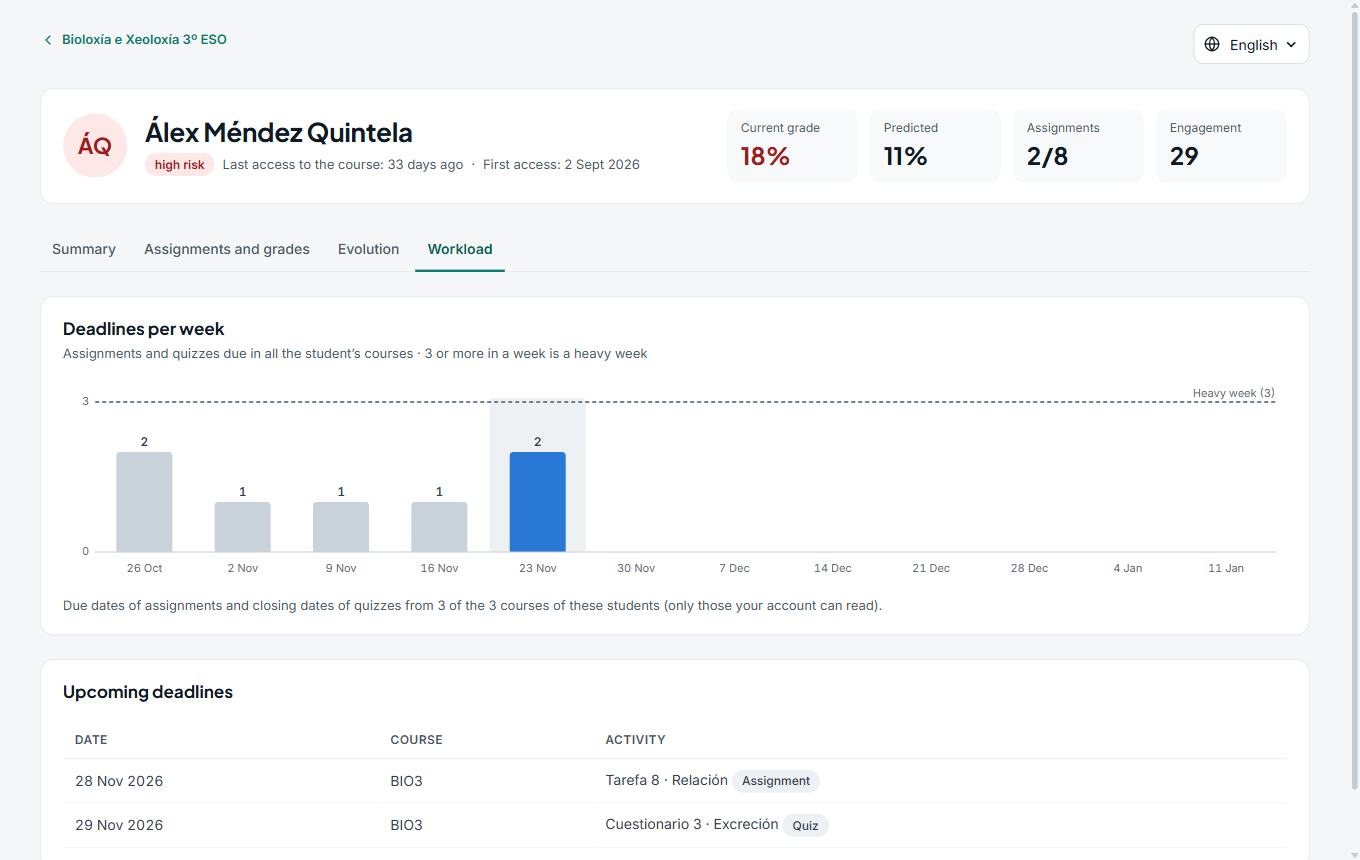 Bioloxía e Xeoloxía 3º ESO
English
ÁQ
Álex Méndez Quintela
high risk Last access to the course: 33 days ago · First access: 2 Sept 2026
Current grade
18%
Predicted
11%
Assignments
2/8
Engagement
29
Summary Assignments and grades Evolution Workload
Deadlines per week
Assignments and quizzes due in all the student's courses · 3 or more in a week is a heavy week
Heavy week (3)
3
2 1 1 1 2
0
26 Oct 2 Nov 9 Nov 16 Nov 23 Nov 30 Nov 7 Dec 14 Dec 21 Dec 28 Dec 4 Jan 11 Jan
Due dates of assignments and closing dates of quizzes from 3 of the 3 courses of these students (only those your account can read).
Upcoming deadlines
DATE COURSE ACTIVITY
28 Nov 2026 BIO3 Tarefa 8 · Relación Assignment
29 Nov 2026 BIO3 Cuestionario 3 · Excreción Quiz